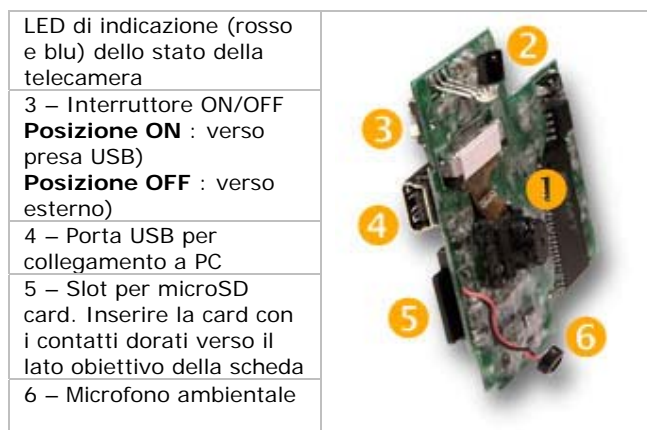 LED di indicazione (rosso
e blu) dello stato della
telecamera
3 – Interruttore ON/OFF
Posizione ON : verso
presa USB)
Posizione OFF : verso
esterno)
4 – Porta USB per
collegamento a PC
5 – Slot per microSD
card. Inserire la card con
i contatti dorati verso il
lato obiettivo della scheda
6 – Microfono ambientale
2
3
1
4
5
6